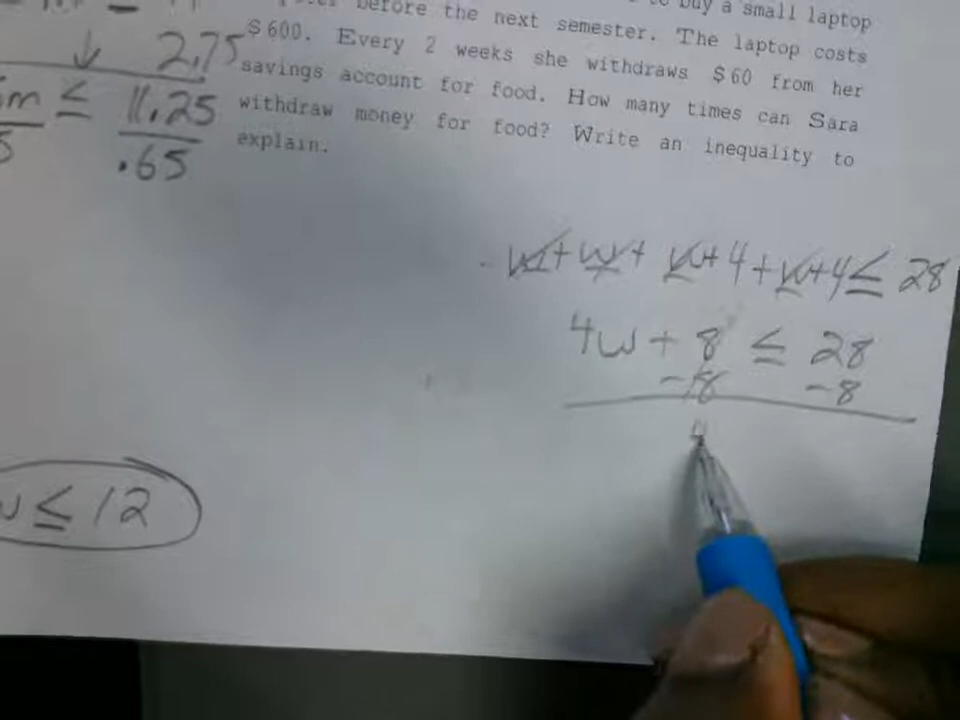 before the next semester. The laptop costs
buy a small laptop
$600. Every 2 weeks she withdraws $60 from her
savings account for food. How many times can Sara
withdraw money for food? Write an inequality to
explain.
2.75
m ≤ 11.25
.65
w+w+ w+4+w+4≤ 28
4w + 8 ≤ 28
-8 -8
≤ 12